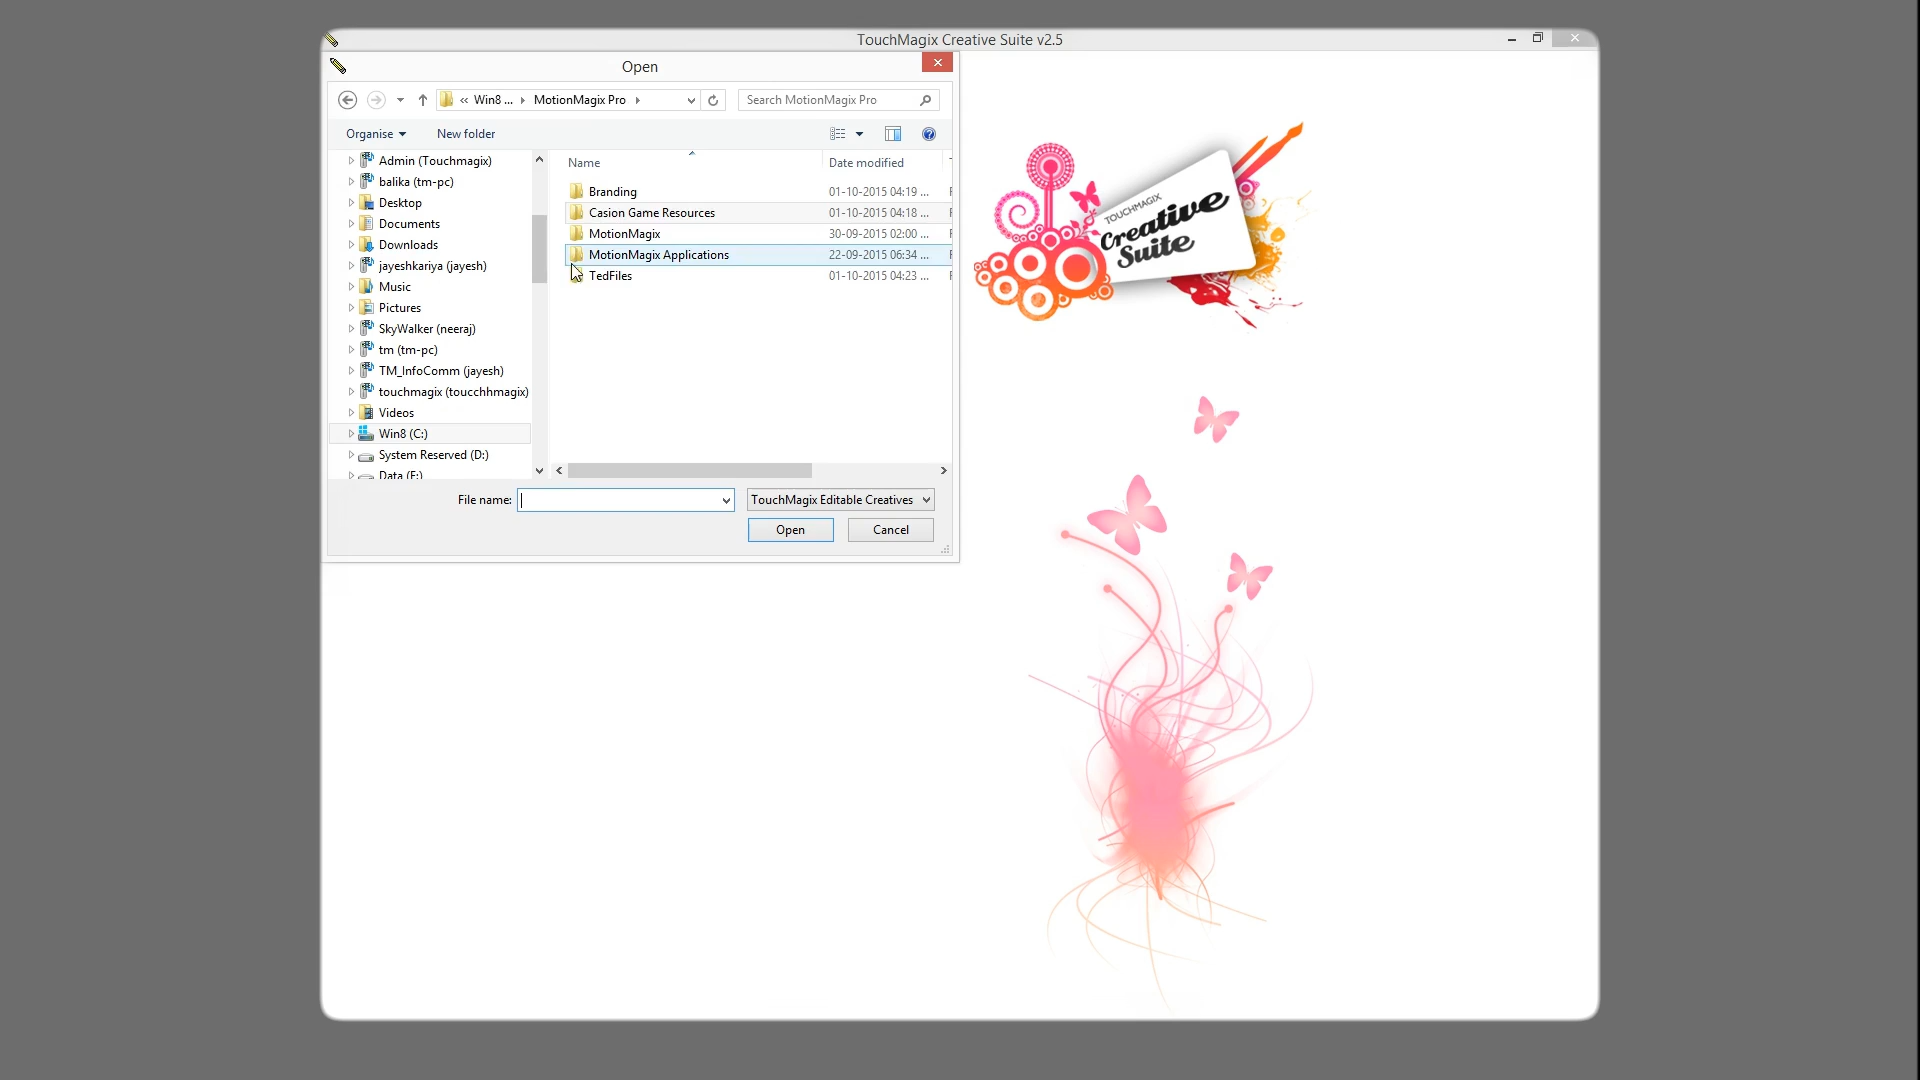 TouchMagix Creative Suite v2.5
Open
« Win8 ... › MotionMagix Pro ›
Search MotionMagix Pro
Organise
New folder
Name
Date modified
Admin (Touchmagix)
balika (tm-pc)
Desktop
Documents
Downloads
jayeshkariya (jayesh)
Music
Pictures
SkyWalker (neeraj)
tm (tm-pc)
TM_InfoComm (jayesh)
touchmagix (toucchhmagix)
Videos
Win8 (C:)
System Reserved (D:)
Data (E:)
Branding 01-10-2015 04:19 ...
Casion Game Resources 01-10-2015 04:18 ...
MotionMagix 30-09-2015 02:00 ...
MotionMagix Applications 22-09-2015 06:34 ...
TedFiles 01-10-2015 04:23 ...
File name:
TouchMagix Editable Creatives
Open
Cancel
TOUCHMAGIX
Creative
Suite